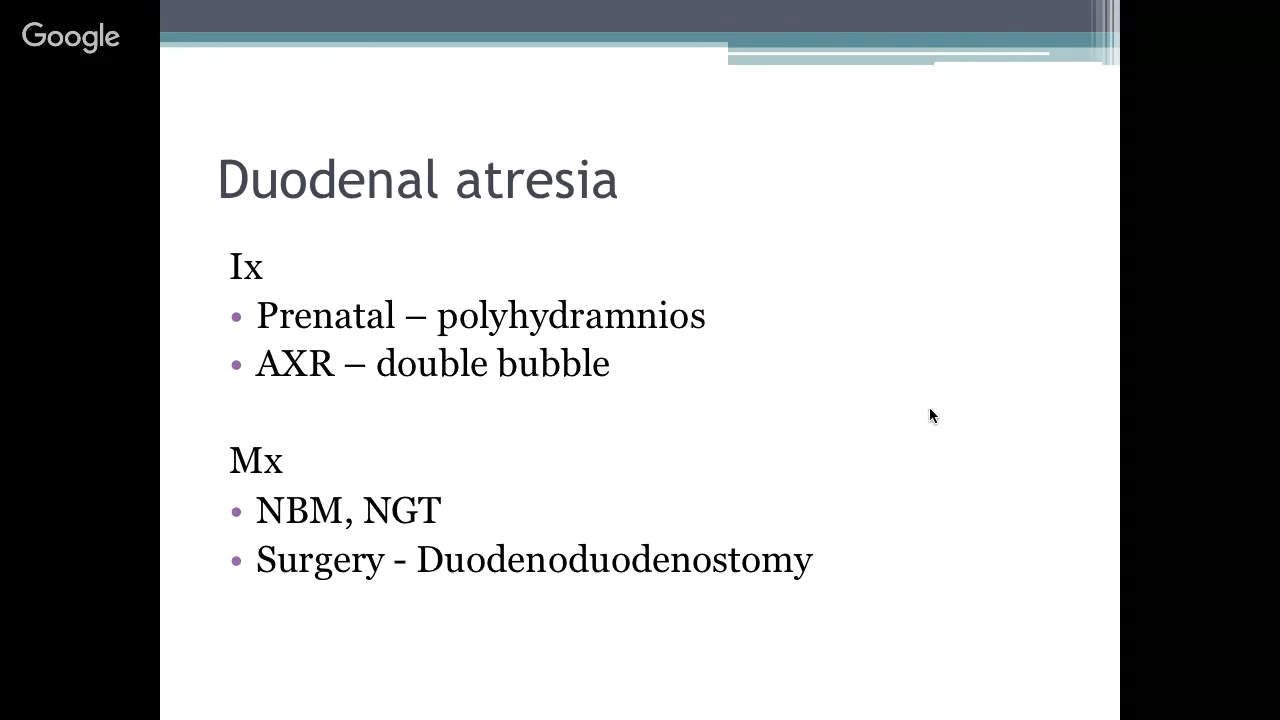 Google
Duodenal atresia
Ix
• Prenatal – polyhydramnios
• AXR – double bubble
Mx
• NBM, NGT
• Surgery - Duodenoduodenostomy